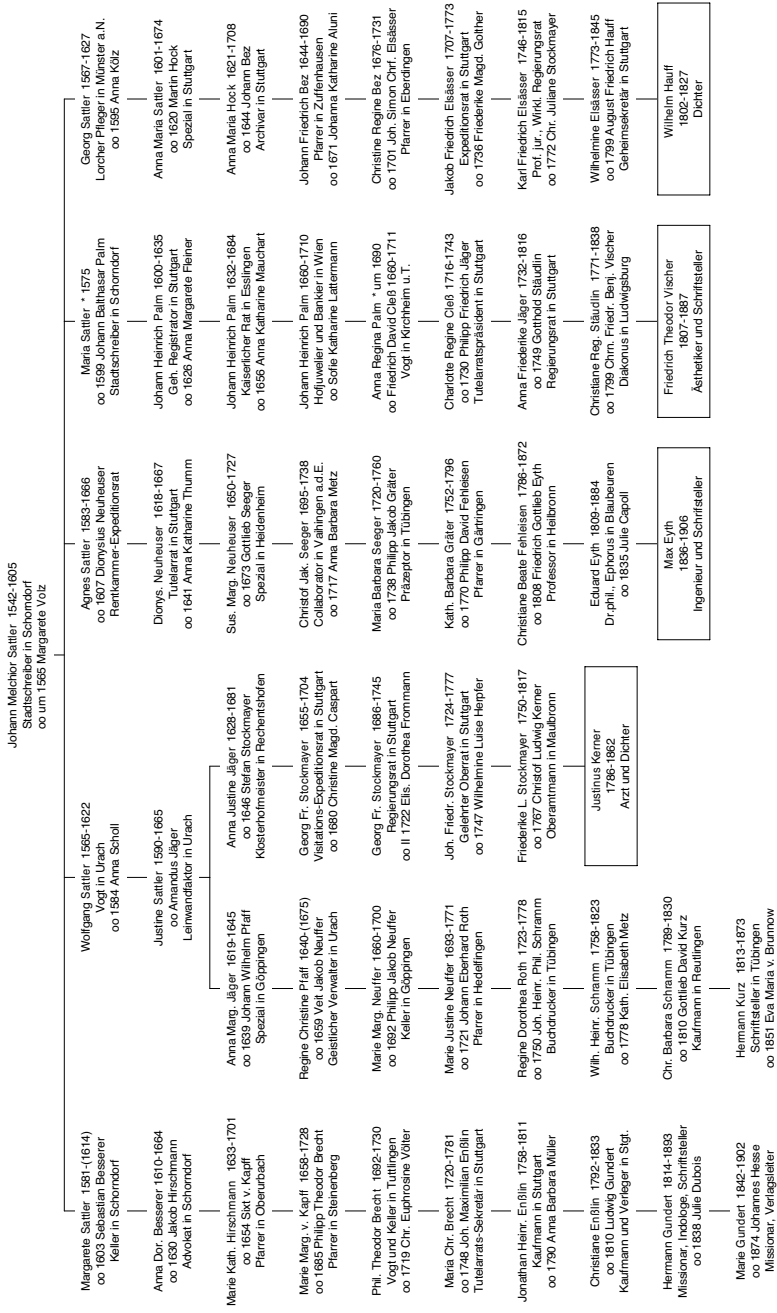 Johann Melchior Sattler 1542-1605
Stadtschreiber in Schorndorf
oo um 1565 Margarete Volz
Margarete Sattler 1581-(1614)
oo 1603 Sebastian Besserer
Keller in Schorndorf
Anna Dor. Besserer 1610-1664
oo 1630 Jakob Hirschmann
Advokat in Schorndorf
Marie Kath. Hirschmann 1633-1701
oo 1654 Sixt v. Kapff
Pfarrer in Oberurbach
Marie Marg. v. Kapff 1658-1728
oo 1685 Philipp Theodor Brecht
Pfarrer in Steinenberg
Phil. Theodor Brecht 1692-1730
Vogt und Keller in Tuttlingen
oo 1719 Chr. Euphrosine Völter
Maria Chr. Brecht 1720-1781
oo 1748 Joh. Maximilian Enßlin
Tutelarrats-Sekretär in Stuttgart
Jonathan Heinr. Enßlin 1758-1811
Kaufmann in Stuttgart
oo 1790 Anna Barbara Müller
Christiane Enßlin 1792-1833
oo 1810 Ludwig Gundert
Kaufmann und Verleger in Stgt.
Hermann Gundert 1814-1893
Missionar, Indologe, Schriftsteller
oo 1838 Julie Dubois
Marie Gundert 1842-1902
oo 1874 Johannes Hesse
Missionar, Verlagsleiter
Wolfgang Sattler 1565-1622
Vogt in Urach
oo 1584 Anna Scholl
Justine Sattler 1590-1665
oo Amandus Jäger
Leinwandfaktor in Urach
Anna Marg. Jäger 1619-1645
oo 1639 Johann Wilhelm Pfaff
Spezial in Göppingen
Regine Christine Pfaff 1640-(1675)
oo 1659 Veit Jakob Neuffer
Geistlicher Verwalter in Urach
Marie Marg. Neuffer 1660-1700
oo 1692 Philipp Jakob Neuffer
Keller in Göppingen
Marie Justine Neuffer 1693-1771
oo 1721 Johann Eberhard Roth
Pfarrer in Hedelfingen
Regine Dorothea Roth 1723-1778
oo 1750 Joh. Heinr. Phil. Schramm
Buchdrucker in Tübingen
Wilh. Heinr. Schramm 1758-1823
Buchdrucker in Tübingen
oo 1778 Kath. Elisabeth Metz
Chr. Barbara Schramm 1789-1830
oo 1810 Gottlieb David Kurz
Kaufmann in Reutlingen
Hermann Kurz 1813-1873
Schriftsteller in Tübingen
oo 1851 Eva Maria v. Brunnow
Anna Justine Jäger 1628-1681
oo 1646 Stefan Stockmayer
Klosterhofmeister in Rechentshofen
Georg Fr. Stockmayer 1655-1704
Visitations-Expeditionsrat in Stuttgart
oo 1680 Christine Magd. Caspart
Georg Fr. Stockmayer 1686-1745
Regierungsrat in Stuttgart
oo II 1722 Elis. Dorothea Frommann
Joh. Friedr. Stockmayer 1724-1777
Gelehrter Oberrat in Stuttgart
oo 1747 Wilhelmine Luise Herpfer
Friederike L. Stockmayer 1750-1817
oo 1767 Christof Ludwig Kerner
Oberamtmann in Maulbronn
Justinus Kerner
1786-1862
Arzt und Dichter
Agnes Sattler 1583-1666
oo 1607 Dionysius Neuheuser
Rentkammer-Expeditionsrat
Dionys. Neuheuser 1618-1667
Tutelarrat in Stuttgart
oo 1641 Anna Katharine Thumm
Sus. Marg. Neuheuser 1650-1727
oo 1673 Gottlieb Seeger
Spezial in Heidenheim
Christof Jak. Seeger 1695-1738
Collaborator in Vaihingen a.d.E.
oo 1717 Anna Barbara Metz
Maria Barbara Seeger 1720-1760
oo 1738 Philipp Jakob Gräter
Präzeptor in Tübingen
Kath. Barbara Gräter 1752-1796
oo 1770 Philipp David Fehleisen
Pfarrer in Gärtringen
Christiane Beate Fehleisen 1786-1872
oo 1808 Friedrich Gottlieb Eyth
Professor in Heilbronn
Eduard Eyth 1809-1884
Dr.phil., Ephorus in Blaubeuren
oo 1835 Julie Capoll
Max Eyth
1836-1906
Ingenieur und Schriftsteller
Maria Sattler * 1575
oo 1599 Johann Balthasar Palm
Stadtschreiber in Schorndorf
Johann Heinrich Palm 1600-1635
Geh. Registrator in Stuttgart
oo 1626 Anna Margarete Fleiner
Johann Heinrich Palm 1632-1684
Kaiserlicher Rat in Esslingen
oo 1656 Anna Katharine Mauchart
Johann Heinrich Palm 1660-1710
Hofjuwelier und Bankier in Wien
oo Sofie Katharine Lattermann
Anna Regina Palm * um 1690
oo Friedrich David Cleß 1660-1711
Vogt in Kirchheim u.T.
Charlotte Regine Cleß 1716-1743
oo 1730 Philipp Friedrich Jäger
Tutelarratspräsident in Stuttgart
Anna Friederike Jäger 1732-1816
oo 1749 Gotthold Stäudlin
Regierungsrat in Stuttgart
Christiane Reg. Stäudlin 1771-1838
oo 1799 Chrn. Friedr. Benj. Vischer
Diakonus in Ludwigsburg
Friedrich Theodor Vischer
1807-1887
Ästhetiker und Schriftsteller
Georg Sattler 1567-1627
Lorcher Pfleger in Münster a.N.
oo 1595 Anna Kölz
Anna Maria Sattler 1601-1674
oo 1620 Martin Hock
Spezial in Stuttgart
Anna Maria Hock 1621-1708
oo 1644 Johann Bez
Archivar in Stuttgart
Johann Friedrich Bez 1644-1690
Pfarrer in Zuffenhausen
oo 1671 Johanna Katharine Aluni
Christine Regine Bez 1676-1731
oo 1701 Joh. Simon Chrf. Elsässer
Pfarrer in Eberdingen
Jakob Friedrich Elsässer 1707-1773
Expeditionsrat in Stuttgart
oo 1736 Friederike Magd. Golther
Karl Friedrich Elsässer 1746-1815
Prof. jur., Wirkl. Regierungsrat
oo 1772 Chr. Juliane Stockmayer
Wilhelmine Elsässer 1773-1845
oo 1799 August Friedrich Hauff
Geheimsekretär in Stuttgart
Wilhelm Hauff
1802-1827
Dichter